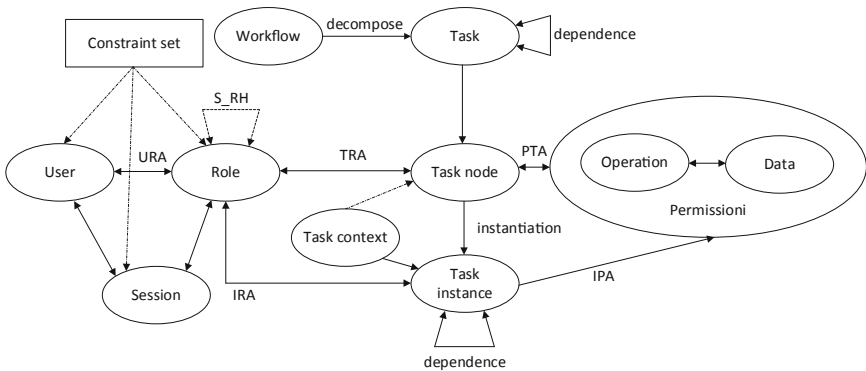 Constraint set
Workflow
decompose
Task
dependence
S_RH
User
URA
Role
TRA
Task node
PTA
Operation
Data
Permissioni
Task context
instantiation
Session
IRA
Task
instance
IPA
dependence